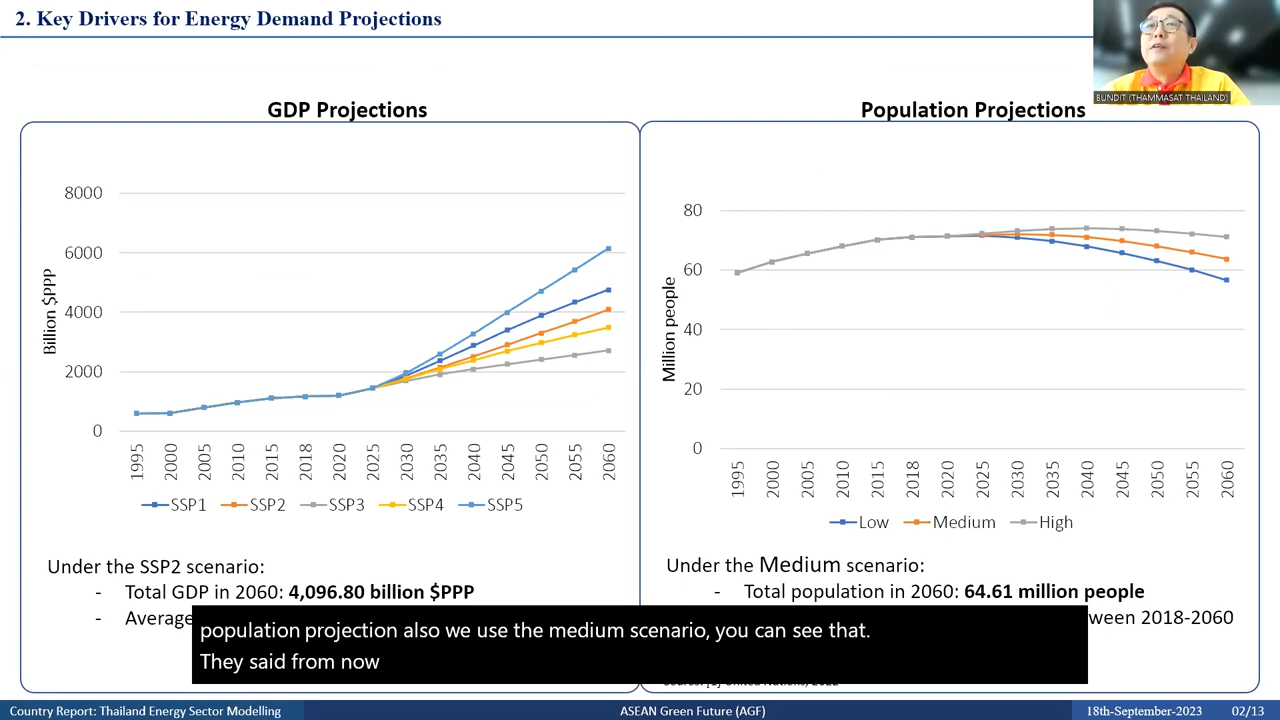 2. Key Drivers for Energy Demand Projections
BUNDIT (THAMMASAT THAILAND)
GDP Projections
Billion $PPP
8000
6000
4000
2000
0
1995 2000 2005 2010 2015 2018 2020 2025 2030 2035 2040 2045 2050 2055 2060
SSP1 SSP2 SSP3 SSP4 SSP5
Under the SSP2 scenario:
- Total GDP in 2060: 4,096.80 billion $PPP
- Average
Population Projections
Million people
80
60
40
20
0
1995 2000 2005 2010 2015 2018 2020 2025 2030 2035 2040 2045 2050 2055 2060
Low Medium High
Under the Medium scenario:
- Total population in 2060: 64.61 million people
ween 2018-2060
population projection also we use the medium scenario, you can see that.
They said from now
Country Report: Thailand Energy Sector Modelling
ASEAN Green Future (AGF)
18th-September-2023 02/13